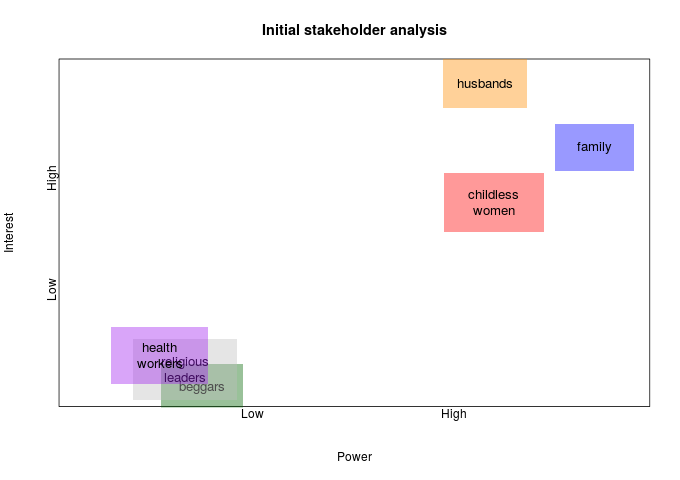 Initial stakeholder analysis
husbands
family
childless
women
High
Interest
Low
health
workers
religious
leaders
beggars
Low
High
Power